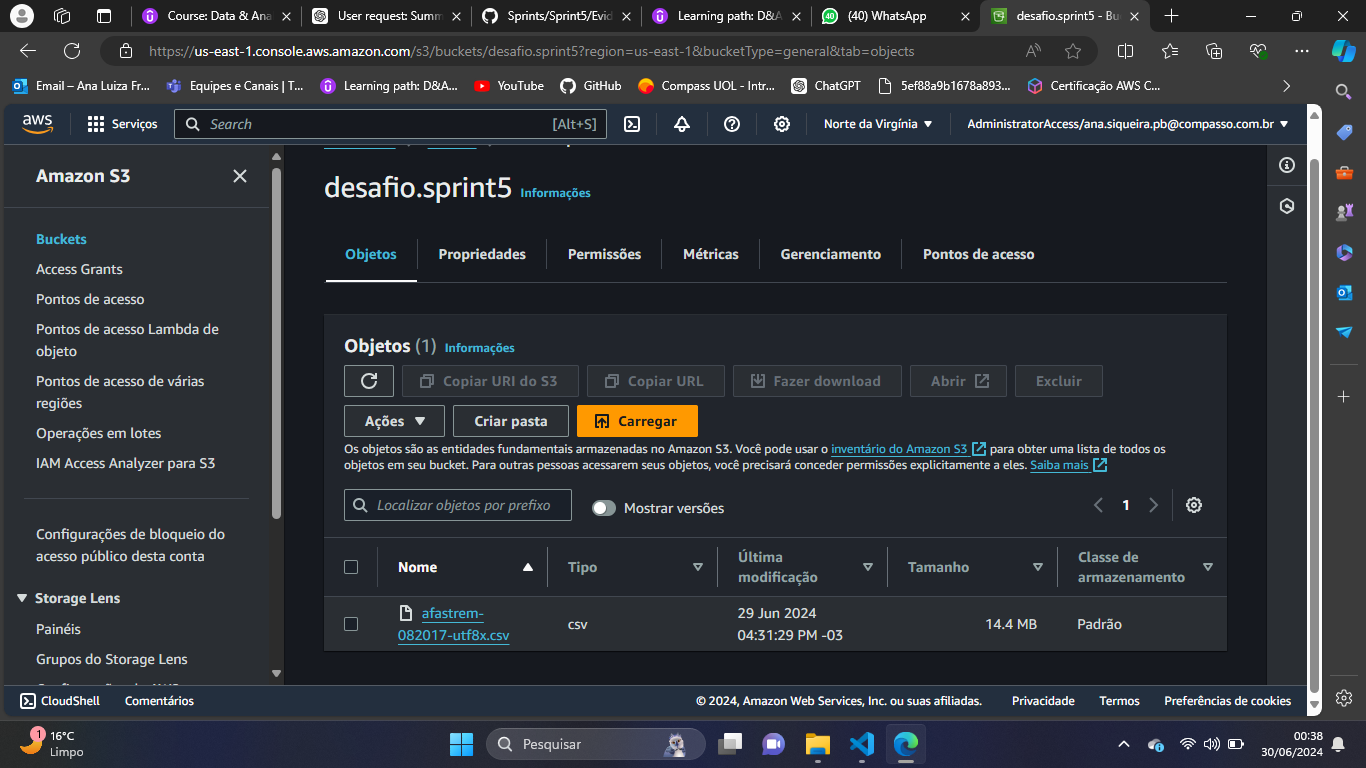 Course: Data & Ana
User request: Summ
Sprints/Sprint5/Evid
Learning path: D&A
(40) WhatsApp
desafio.sprint5 - Bu
https://us-east-1.console.aws.amazon.com/s3/buckets/desafio.sprint5?region=us-east-1&bucketType=general&tab=objects
Email – Ana Luiza Fr...
Equipes e Canais | T...
Learning path: D&A...
YouTube
GitHub
Compass UOL - Intr...
ChatGPT
5ef88a9b1678a893...
Certificação AWS C...
aws
Serviços
Search
[Alt+S]
Norte da Virgínia
AdministratorAccess/ana.siqueira.pb@compasso.com.br
Amazon S3
Buckets
Access Grants
Pontos de acesso
Pontos de acesso Lambda de
objeto
Pontos de acesso de várias
regiões
Operações em lotes
IAM Access Analyzer para S3
Configurações de bloqueio do
acesso público desta conta
Storage Lens
Painéis
Grupos do Storage Lens
desafio.sprint5 Informações
Objetos
Propriedades
Permissões
Métricas
Gerenciamento
Pontos de acesso
Objetos (1) Informações
Copiar URI do S3
Copiar URL
Fazer download
Abrir
Excluir
Ações
Criar pasta
Carregar
Os objetos são as entidades fundamentais armazenadas no Amazon S3. Você pode usar o inventário do Amazon S3 para obter uma lista de todos os
objetos em seu bucket. Para outras pessoas acessarem seus objetos, você precisará conceder permissões explicitamente a eles. Saiba mais
Localizar objetos por prefixo
Mostrar versões
1
Nome
Tipo
Última
modificação
Tamanho
Classe de
armazenamento
afastrem-
082017-utf8x.csv
csv
29 Jun 2024
04:31:29 PM -03
14.4 MB
Padrão
CloudShell
Comentários
© 2024, Amazon Web Services, Inc. ou suas afiliadas.
Privacidade
Termos
Preferências de cookies
1
16°C
Limpo
Pesquisar
00:38
30/06/2024